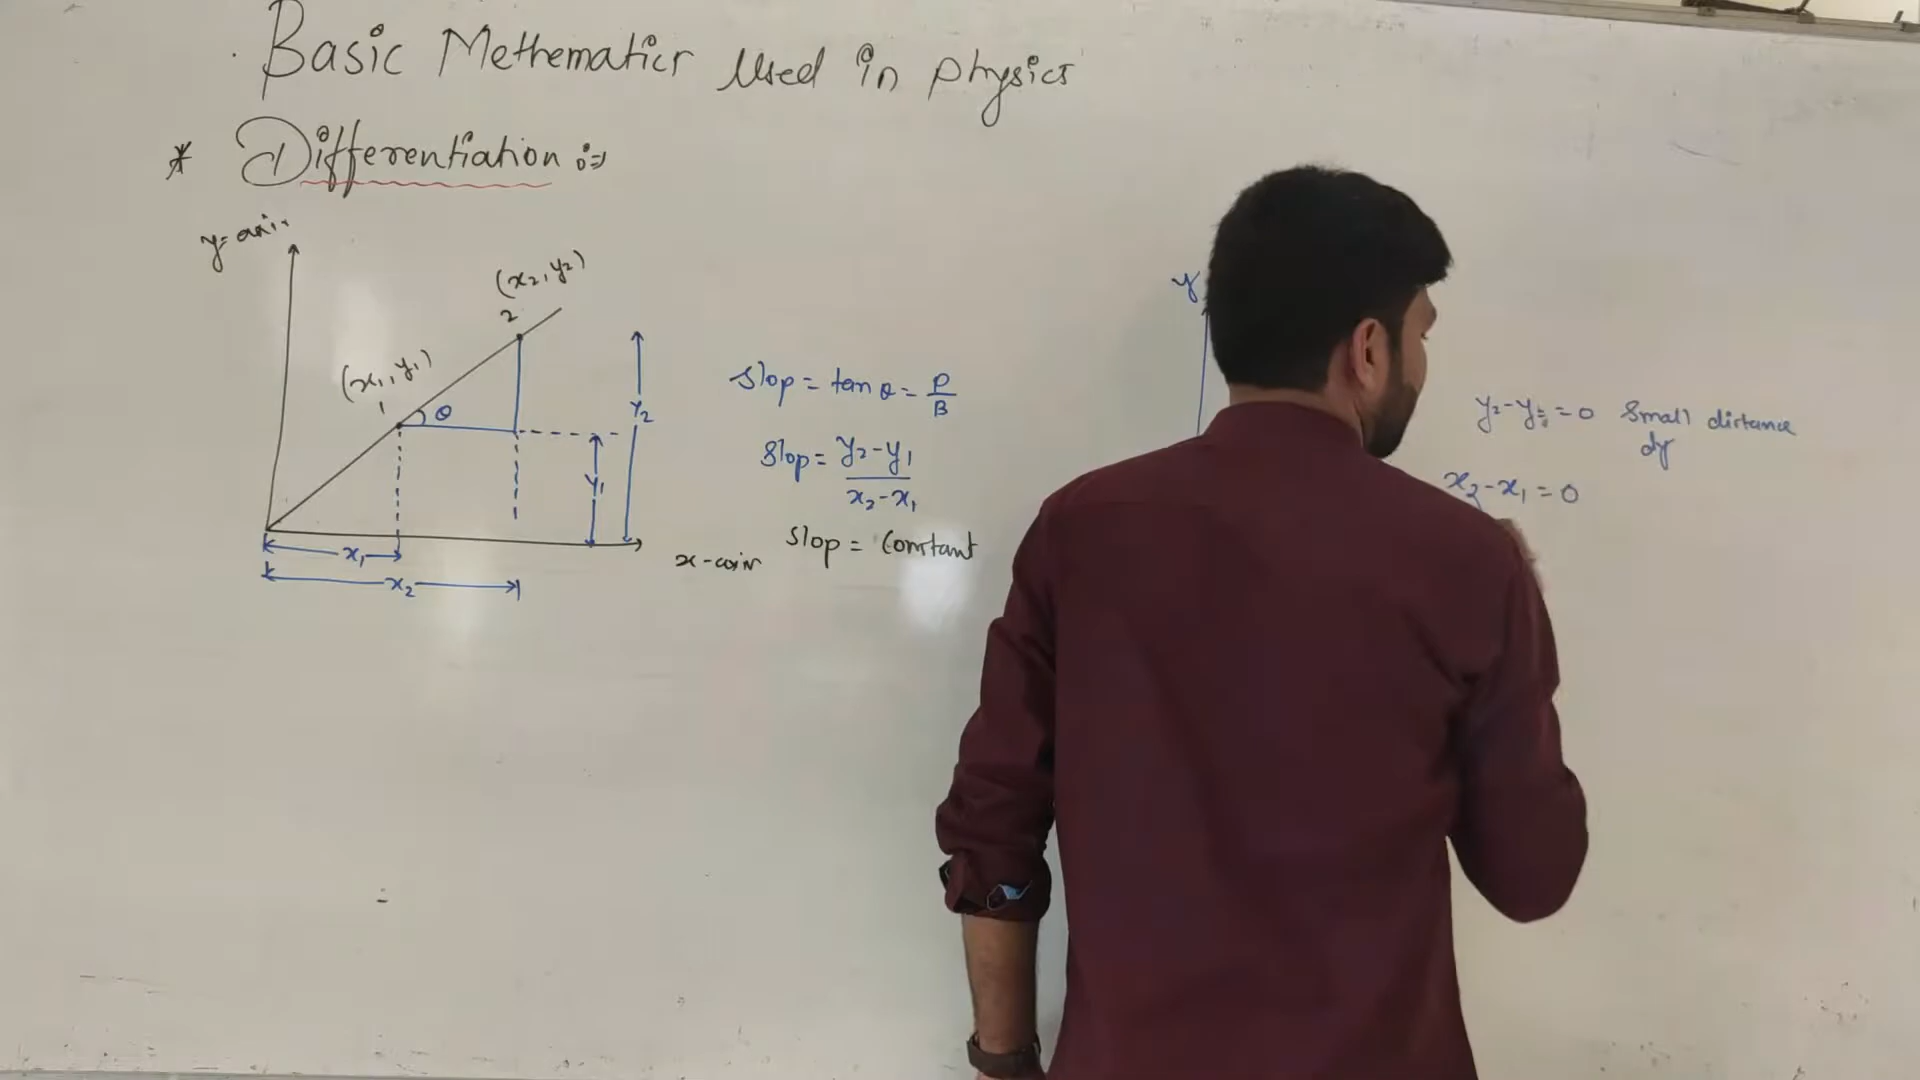 Basic Methematics Used in physics
* Differentiation :⇒
y-axis
(x₂, y₂)
2
(x₁, y₁)
1
θ
y₂
y₁
x₁
x₂
x-axis
Slop = tan θ = P/B
Slop = y₂-y₁/x₂-x₁
Slop = Constant
y
y₂-y₁ = 0 Small distance
dy
x₂-x₁ = 0